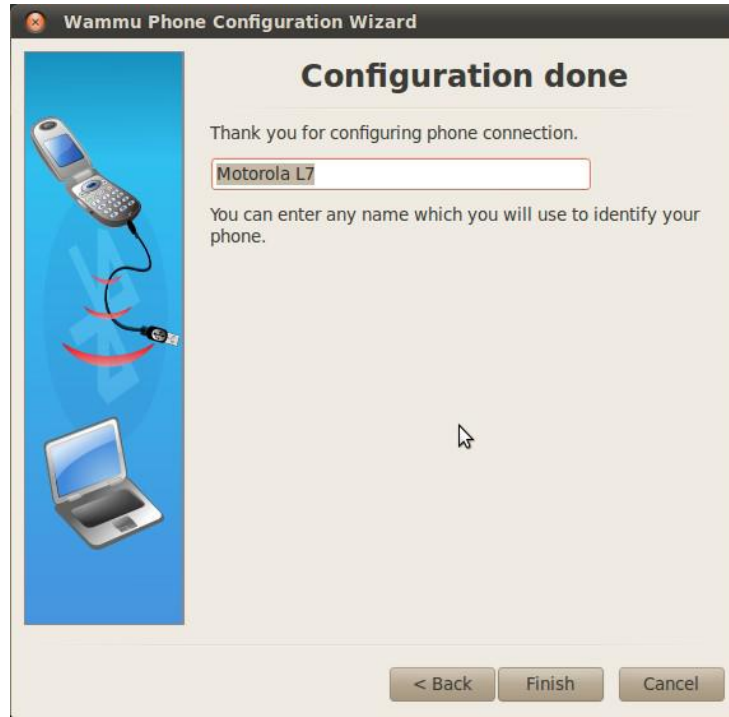 Wammu Phone Configuration Wizard
Configuration done
Thank you for configuring phone connection.
Motorola L7
You can enter any name which you will use to identify your
phone.
< Back Finish Cancel